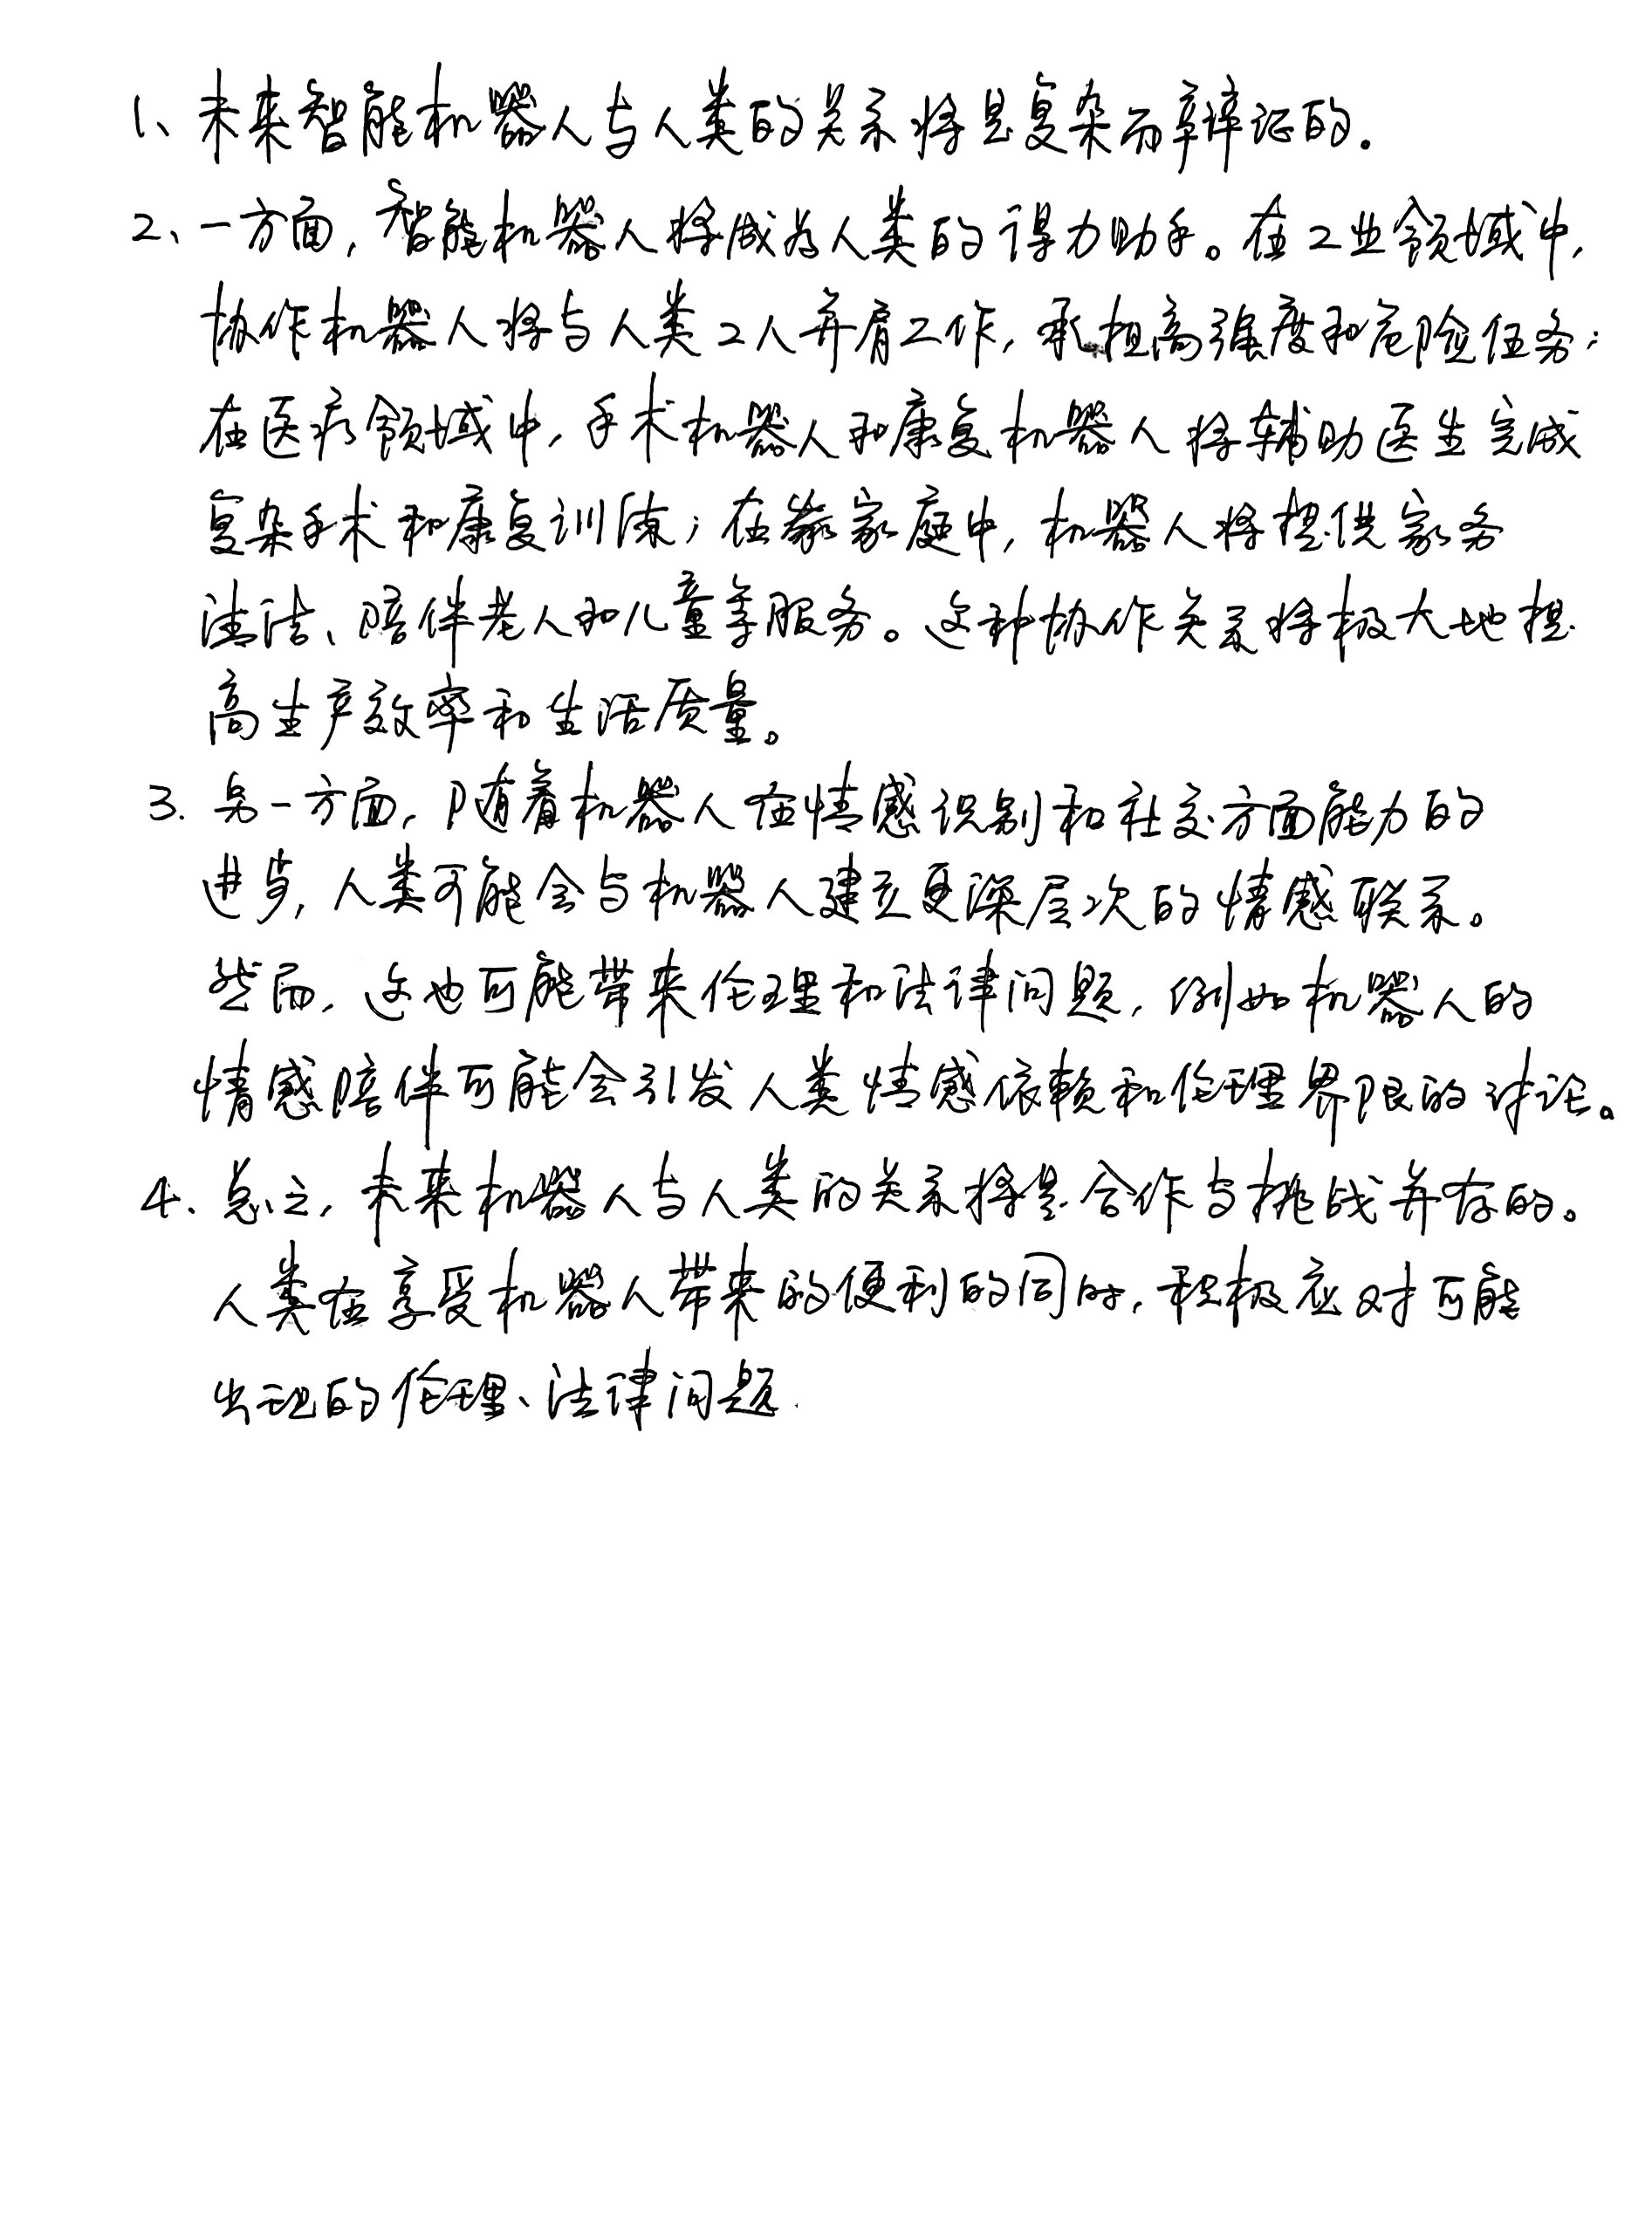 1、未来智能机器人与人类的关系将是复杂而辩证的.
2、一方面,智能机器人将成为人类的得力助手。在工业领域中,
协作机器人将与人类工人并肩工作,承担高强度和危险任务;
在医疗领域中,手术机器人和康复机器人将辅助医生完成
复杂手术和康复训练;在家庭中,机器人将提供家务
清洁、陪伴老人和儿童等服务。这种协作关系将极大地提
高生产效率和生活质量。
3.另一方面,随着机器人在情感识别和社交方面能力的
进步,人类可能会与机器人建立更深层次的情感联系。
然而,这也可能带来伦理和法律问题,例如机器人的
情感陪伴可能会引发人类情感依赖和伦理界限的讨论。
4、总之,未来机器人与人类的关系将是合作与挑战并存的。
人类在享受机器人带来的便利的同时,积极应对可能
出现的伦理、法律问题.